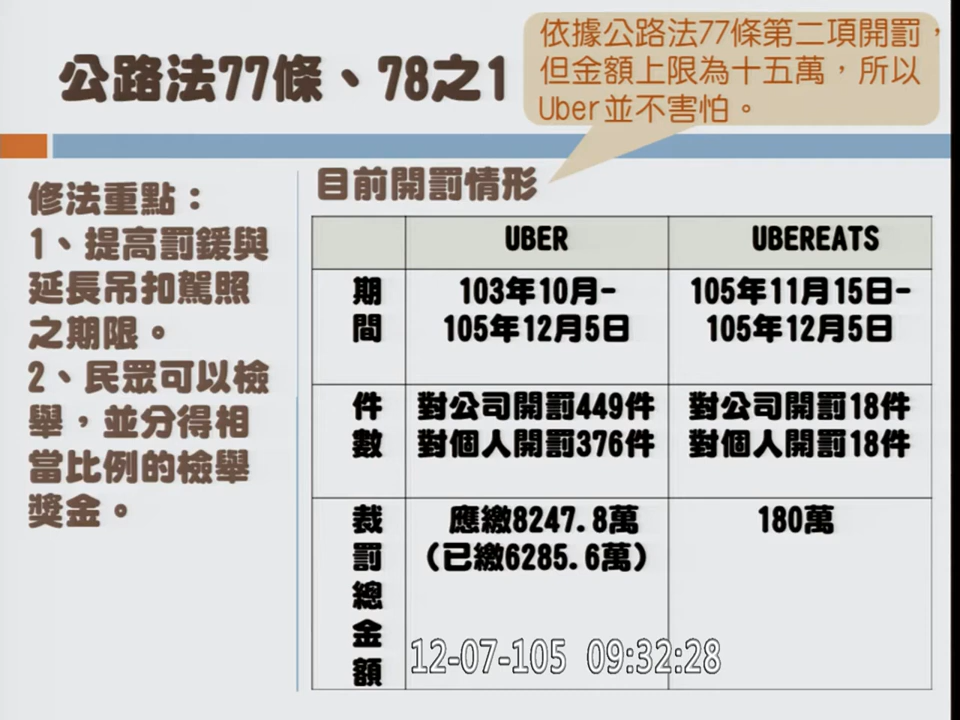 公路法77條、78之1
依據公路法77條第二項開罰，
但金額上限為十五萬，所以
Uber並不害怕。
修法重點：
1、提高罰鍰與
延長吊扣駕照
之期限。
2、民眾可以檢
舉，並分得相
當比例的檢舉
獎金。
目前開罰情形
UBER UBEREATS
期間 103年10月- 105年11月15日-
105年12月5日 105年12月5日
件數 對公司開罰449件 對公司開罰18件
對個人開罰376件 對個人開罰18件
裁罰總金額 應繳8247.8萬 180萬
(已繳6285.6萬)
12-07-105 09:32:28